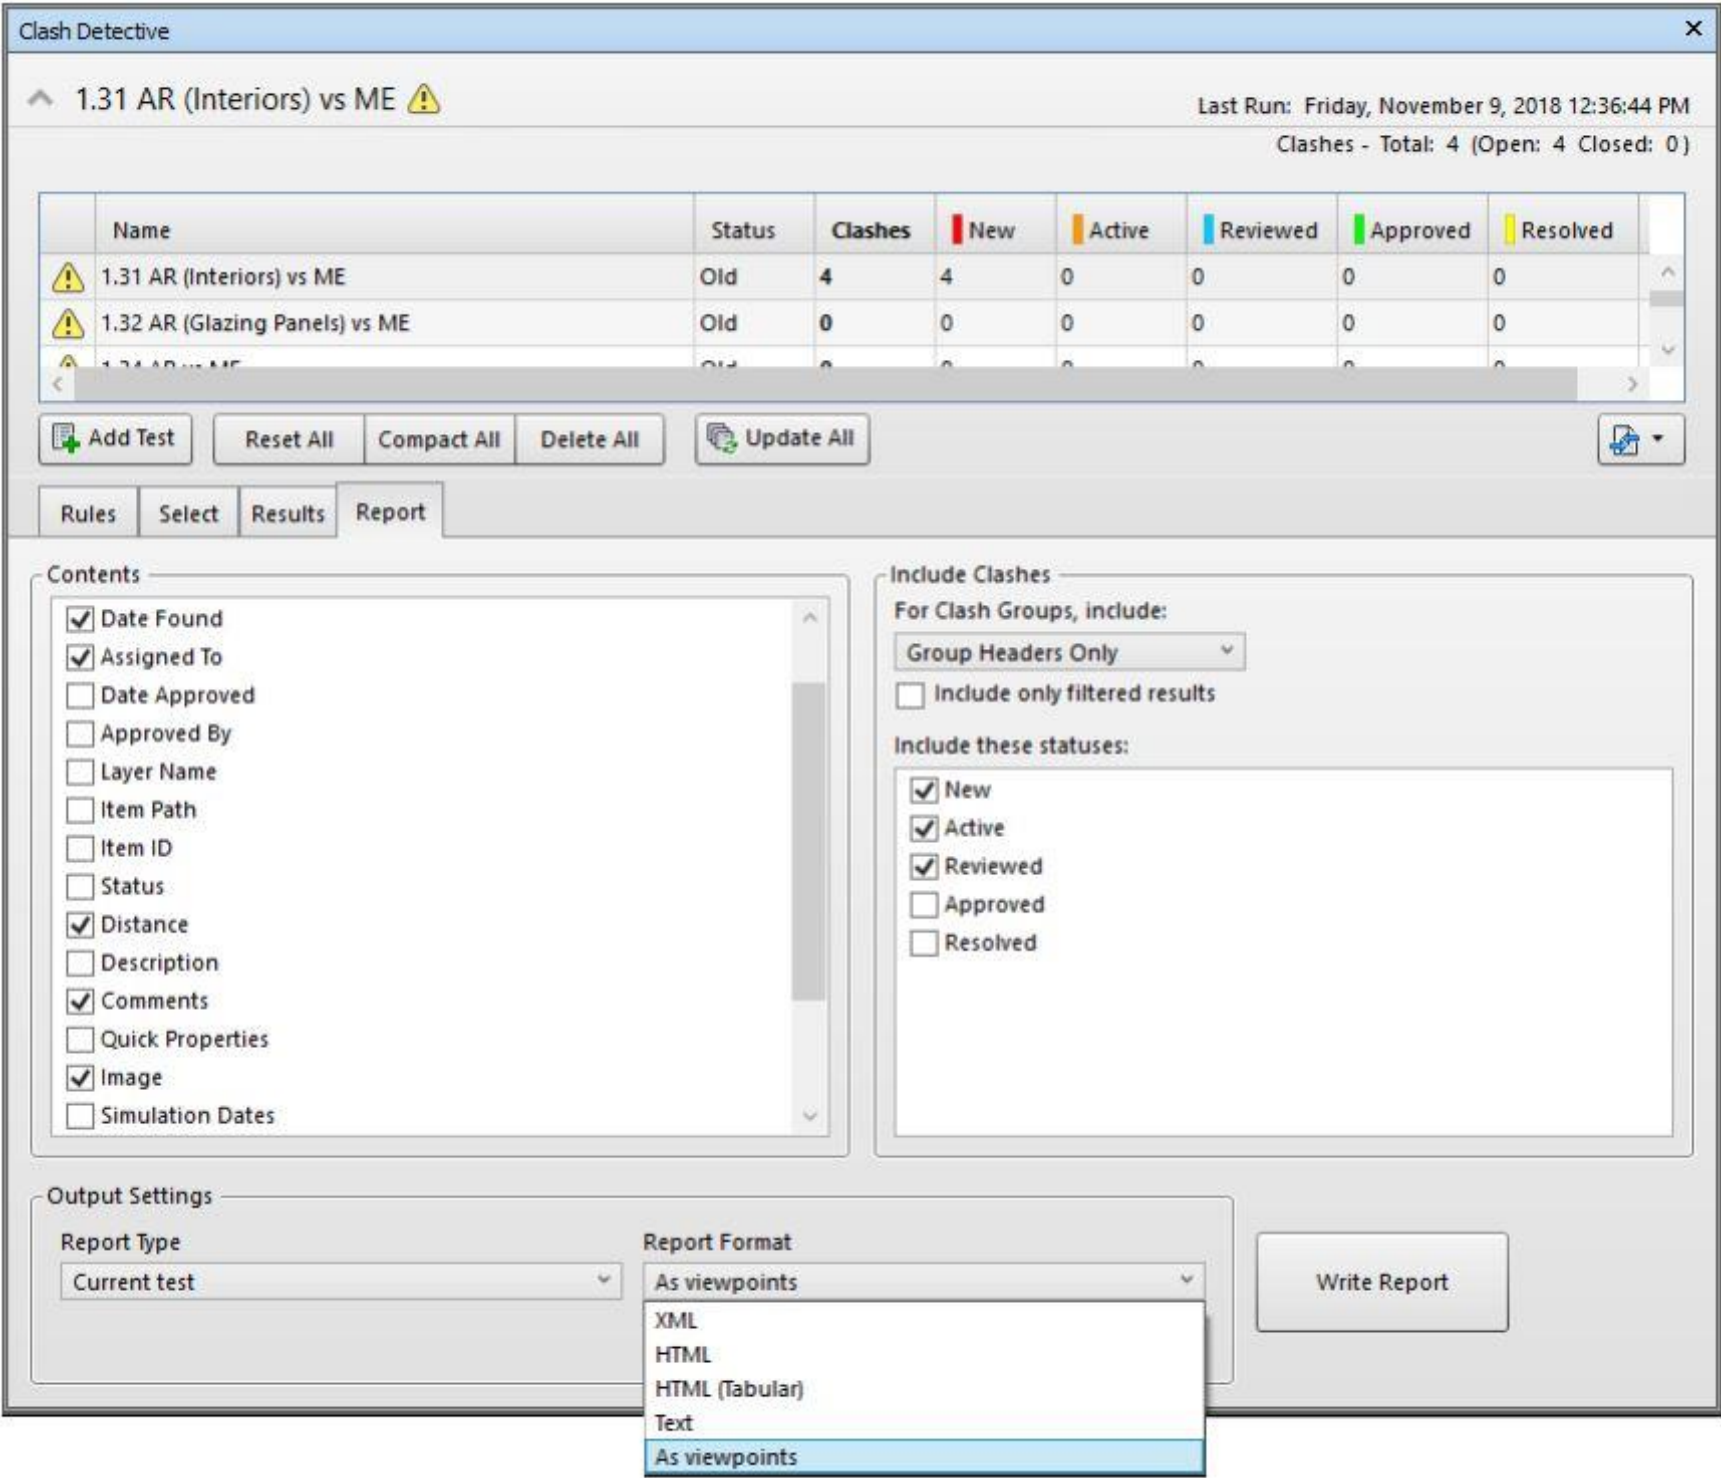 Clash Detective
1.31 AR (Interiors) vs ME
Last Run: Friday, November 9, 2018 12:36:44 PM
Clashes - Total: 4 (Open: 4 Closed: 0)
Name Status Clashes New Active Reviewed Approved Resolved
1.31 AR (Interiors) vs ME Old 4 4 0 0 0 0
1.32 AR (Glazing Panels) vs ME Old 0 0 0 0 0 0
Add Test Reset All Compact All Delete All Update All
Rules Select Results Report
Contents
Date Found
Assigned To
Date Approved
Approved By
Layer Name
Item Path
Item ID
Status
Distance
Description
Comments
Quick Properties
Image
Simulation Dates
Include Clashes
For Clash Groups, include:
Group Headers Only
Include only filtered results
Include these statuses:
New
Active
Reviewed
Approved
Resolved
Output Settings
Report Type
Current test
Report Format
As viewpoints
XML
HTML
HTML (Tabular)
Text
As viewpoints
Write Report